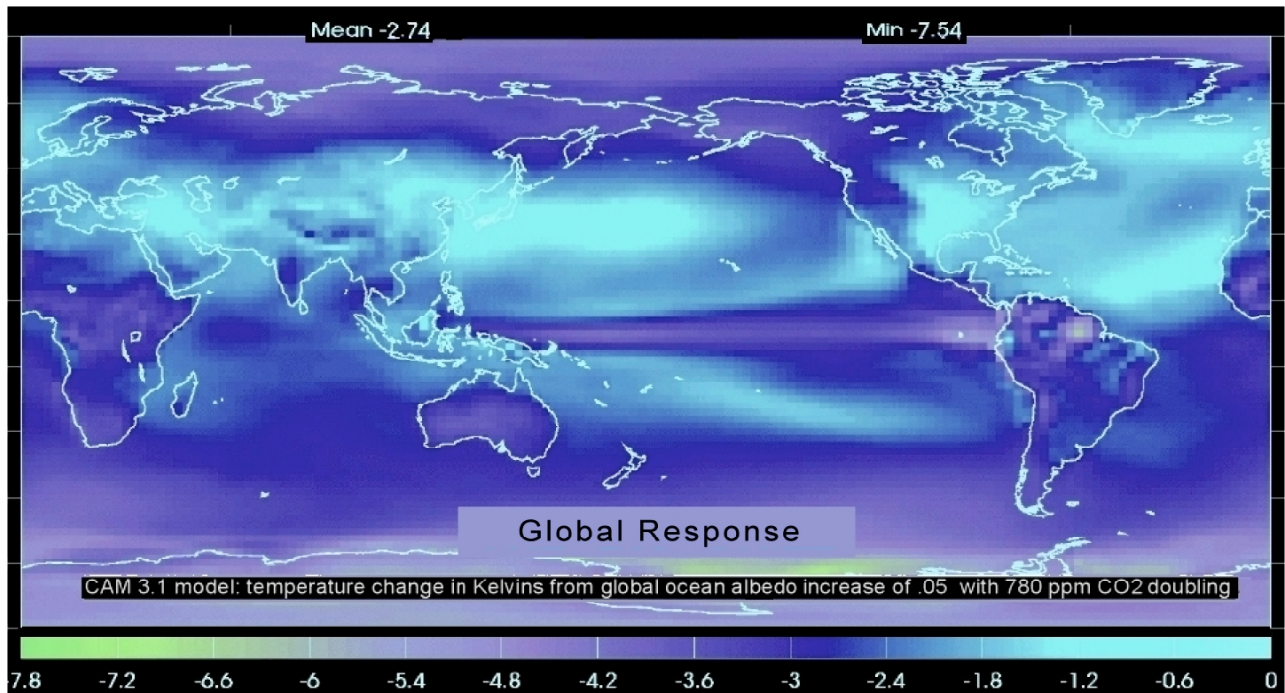 Mean -2.74 Min -7.54
Global Response
CAM 3.1 model: temperature change in Kelvins from global ocean albedo increase of .05 with 780 ppm CO2 doubling
-7.8 -7.2 -6.6 -6 -5.4 -4.8 -4.2 -3.6 -3 -2.4 -1.2 -0.6 0